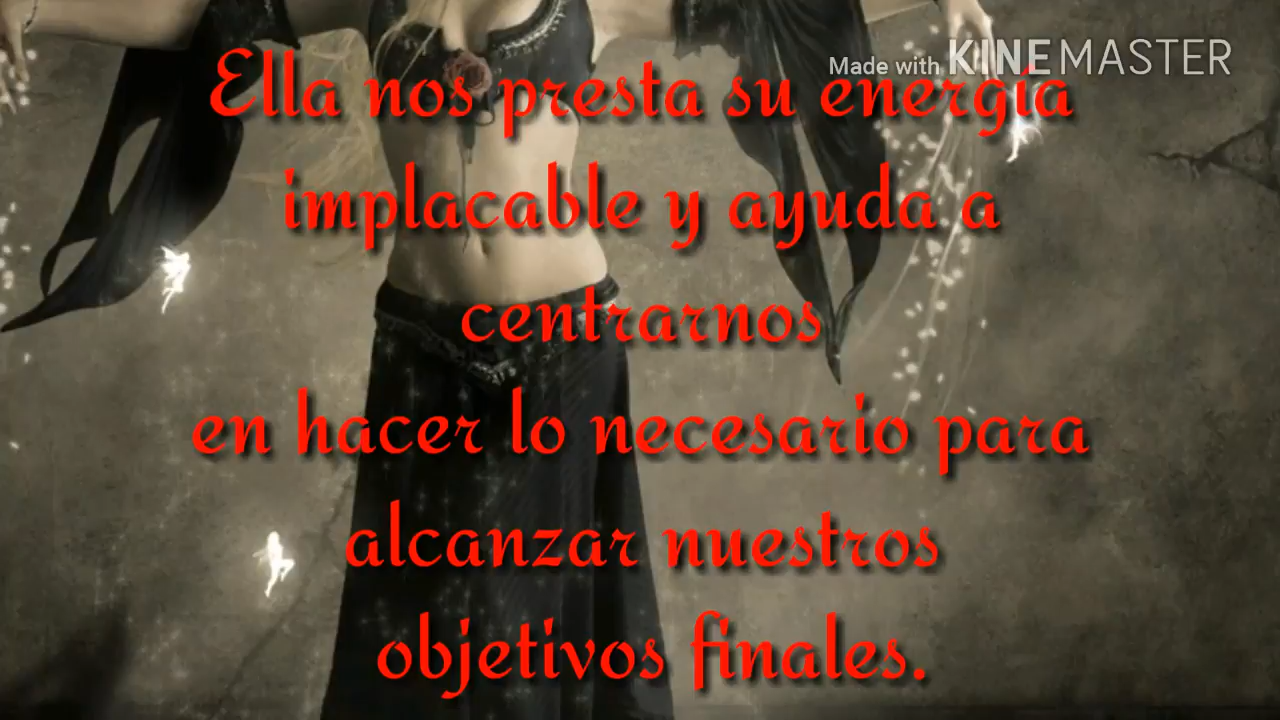 Made with KINEMASTER
Ella nos presta su energía
implacable y ayuda a
centrarnos
en hacer lo necesario para
alcanzar nuestros
objetivos finales.